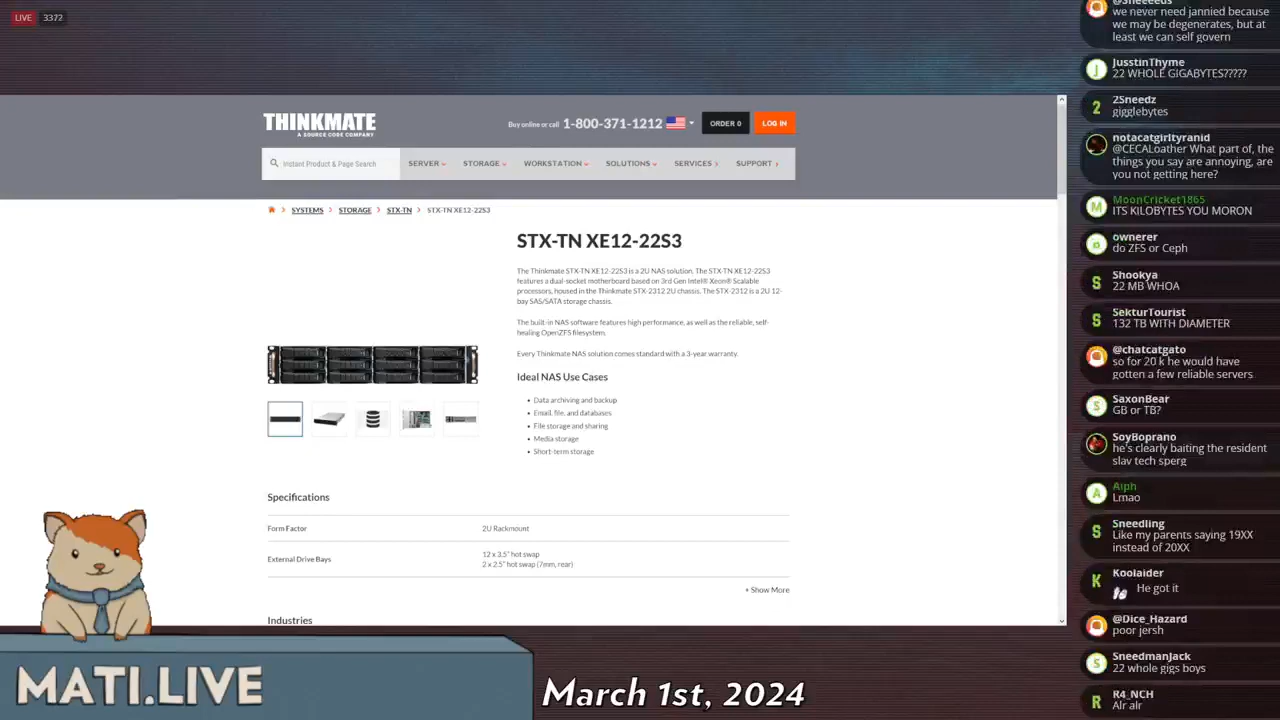 LIVE 3372
THINKMATE
A SOURCE CODE COMPANY
Buy online or call 1-800-371-1212
ORDER 0
LOG IN
Instant Product & Page Search
SERVER
STORAGE
WORKSTATION
SOLUTIONS
SERVICES
SUPPORT
SYSTEMS
STORAGE
STX-TN
STX-TN XE12-22S3
STX-TN XE12-22S3
The Thinkmate STX-TN XE12-22S3 is a 2U NAS solution. The STX-TN XE12-22S3
features a dual-socket motherboard based on 3rd Gen Intel® Xeon® Scalable
processors, housed in the Thinkmate STX-2312 2U chassis. The STX-2312 is a 2U 12-
bay SAS/SATA storage chassis.
The built-in NAS software features high performance, as well as the reliable, self-
healing OpenZFS filesystem.
Every Thinkmate NAS solution comes standard with a 3-year warranty.
Ideal NAS Use Cases
• Data archiving and backup
• Email, file, and databases
• File storage and sharing
• Media storage
• Short-term storage
Specifications
Form Factor
2U Rackmount
External Drive Bays
12 x 3.5" hot swap
2 x 2.5" hot swap (7mm, rear)
+ Show More
Industries
MATI.LIVE
March 1st, 2024
we never need jannied because
we may be degenerates, but at
least we can self govern
J
JusstinThyme
22 WHOLE GIGABYTES?????
2
2Sneedz
gigglebytes
notacatgirltyranid
@CECALongager What part of, the
things you say are annoying, are
you not getting here?
M
MoonCricket1865
ITS KILOBYTES YOU MORON
ownerer
do ZFS or Ceph
S
Shibariya
22 TB WHOA
S
SekturTourist
132 TB WITH DIAMETER
@crunchytato
so for 20k iId I would have
gotten a few reliable servers.
S
SaxonBear
GB or TB?
SoyBoprano
he's clearly baiting the resident
slav tech sperg
A
Aiph
Lmao
S
Sneedling
Like my parents saying 19XX
instead of 20XX
K
Koolaider
He got it
@Dice_Hazard
poor jersh
S
SneedmanJack
22 whole gigs boys
R
R4_NCH
Alr alr